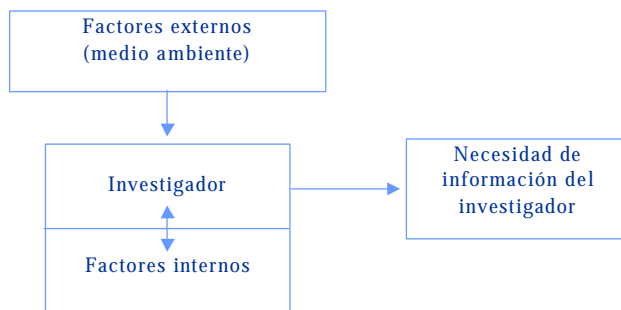 Factores externos
(medio ambiente)
Investigador
Factores internos
Necesidad de
información del
investigador